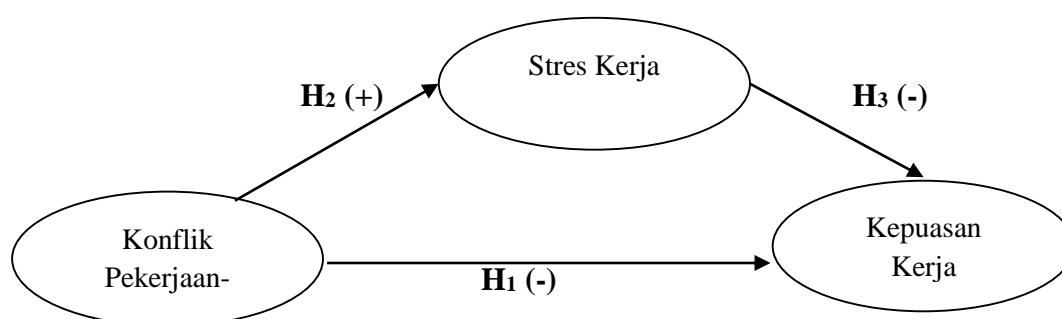 Stres Kerja
H2 (+)
H3 (-)
Konflik
Pekerjaan-
Kepuasan
Kerja
H1 (-)